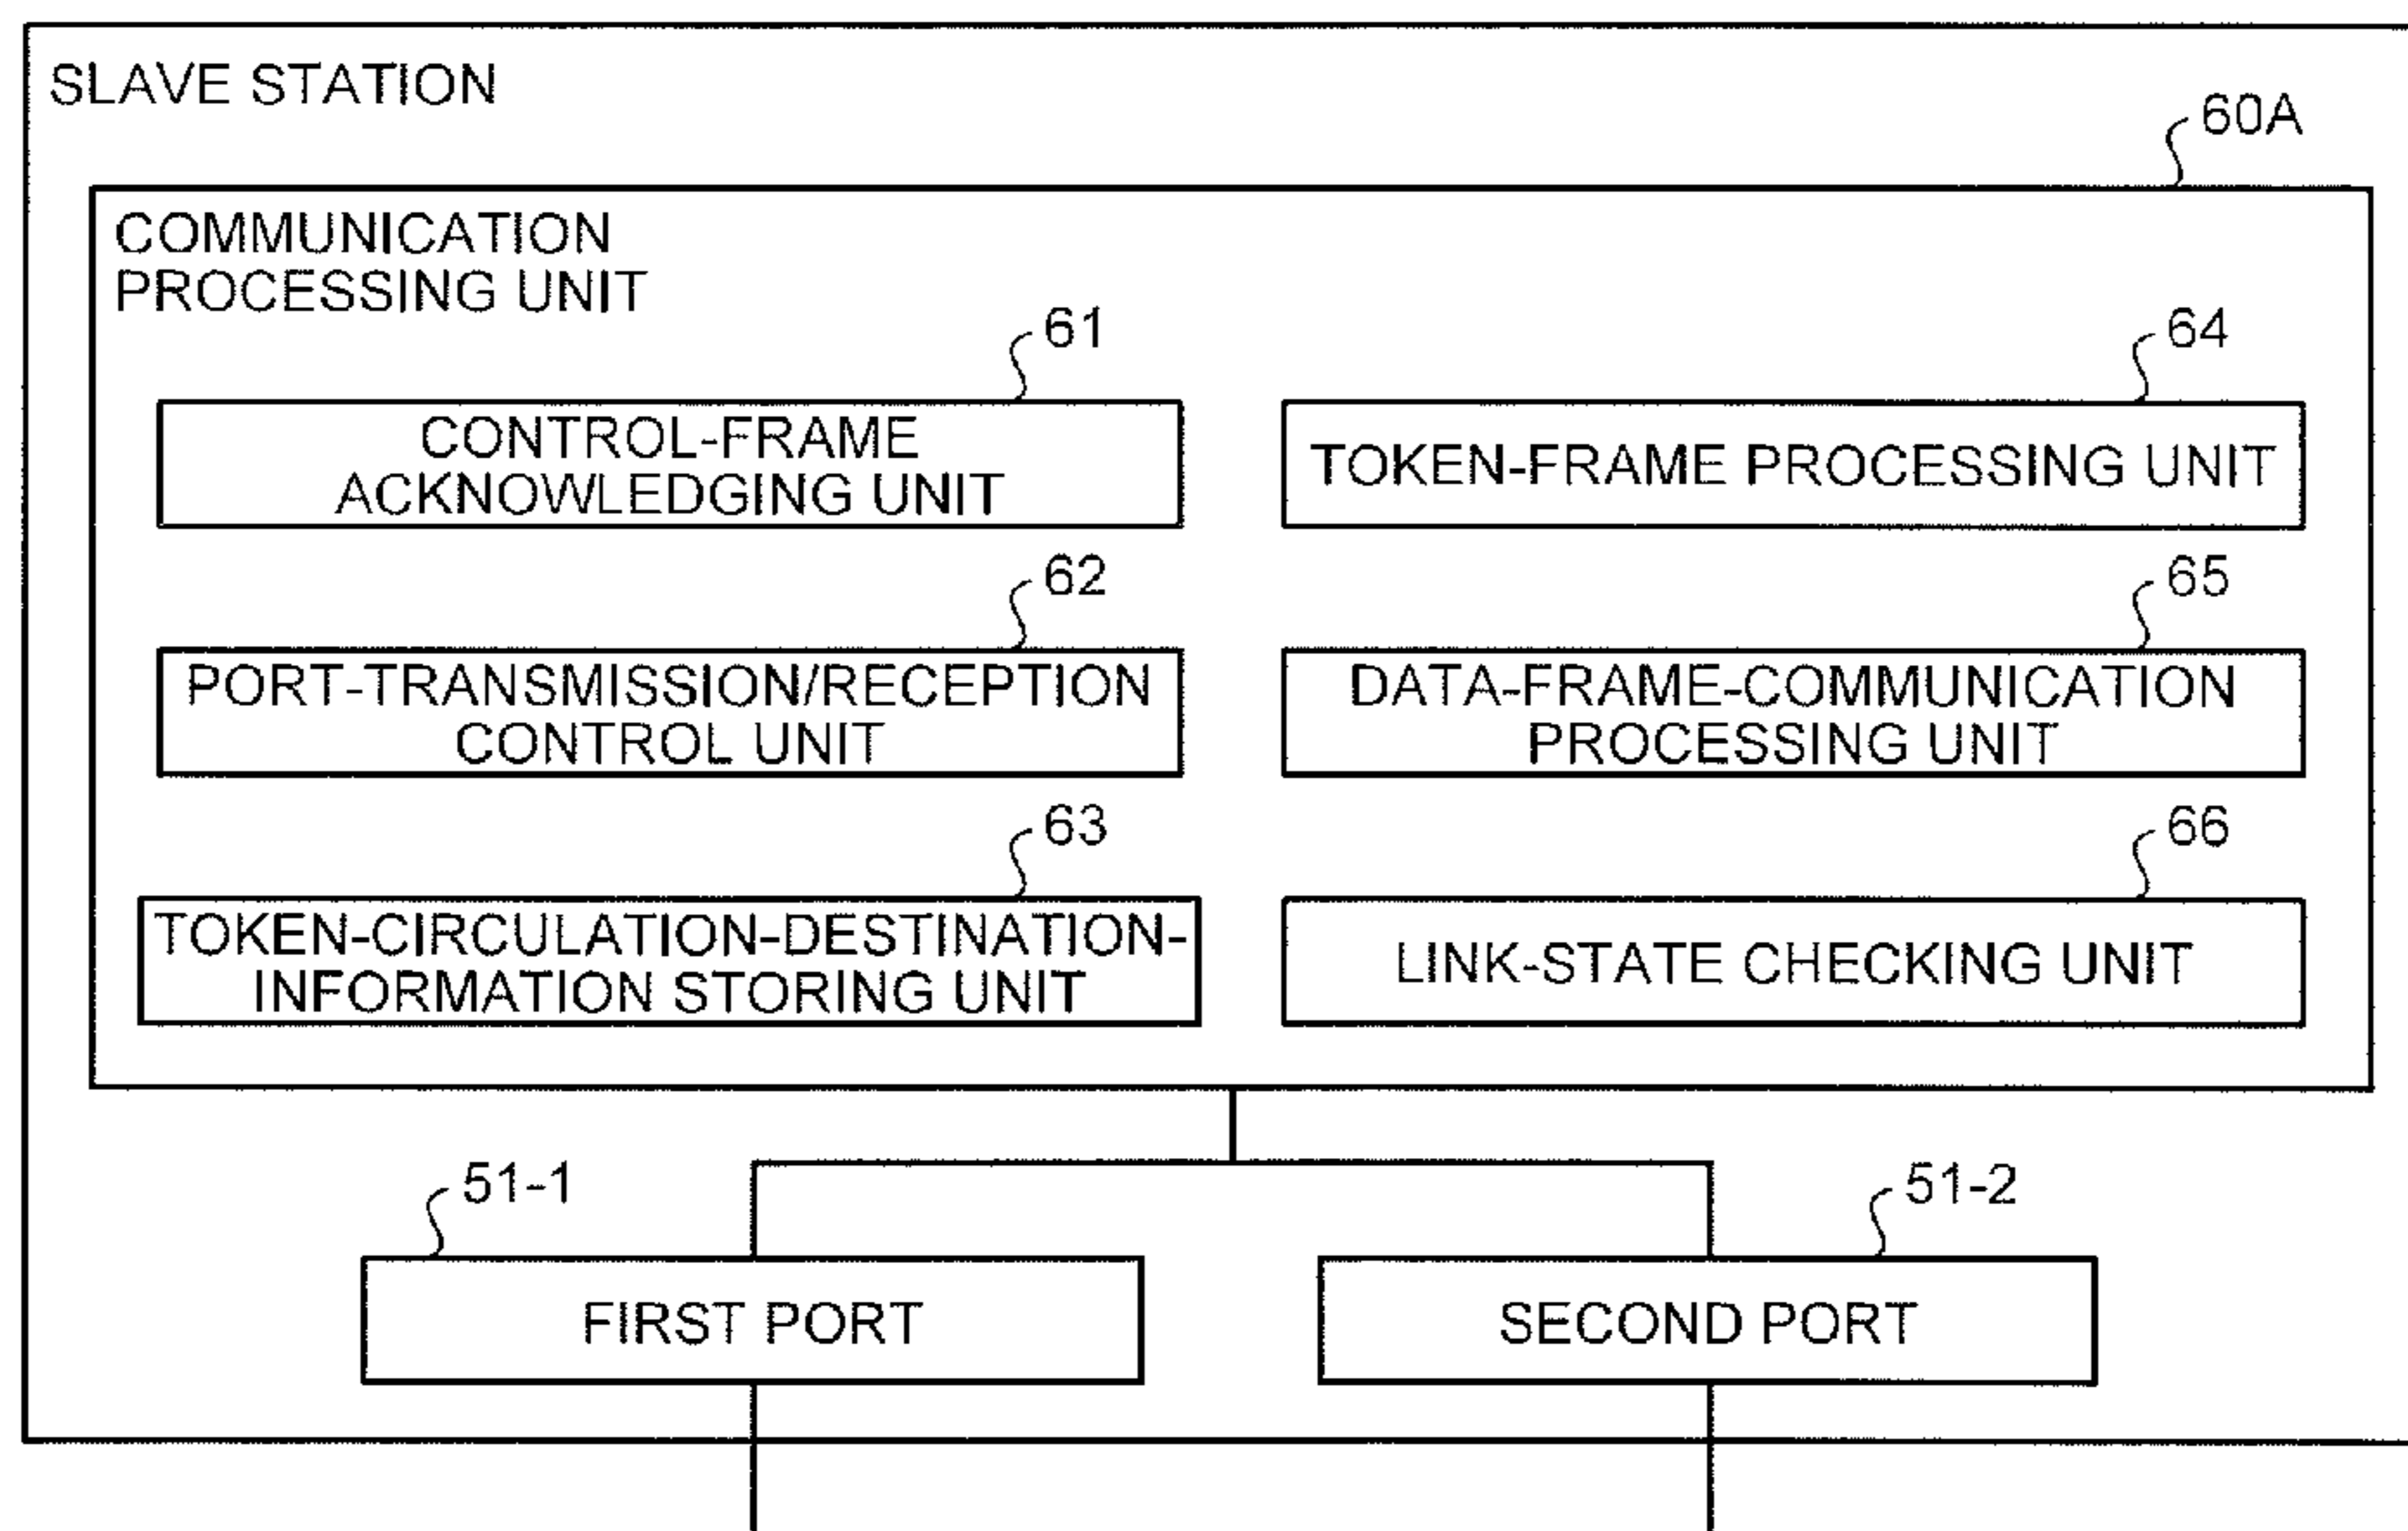 SLAVE STATION
60A
COMMUNICATION
PROCESSING UNIT
61
CONTROL-FRAME
ACKNOWLEDGING UNIT
64
TOKEN-FRAME PROCESSING UNIT
62
PORT-TRANSMISSION/RECEPTION
CONTROL UNIT
65
DATA-FRAME-COMMUNICATION
PROCESSING UNIT
63
TOKEN-CIRCULATION-DESTINATION-
INFORMATION STORING UNIT
66
LINK-STATE CHECKING UNIT
51-1
FIRST PORT
51-2
SECOND PORT